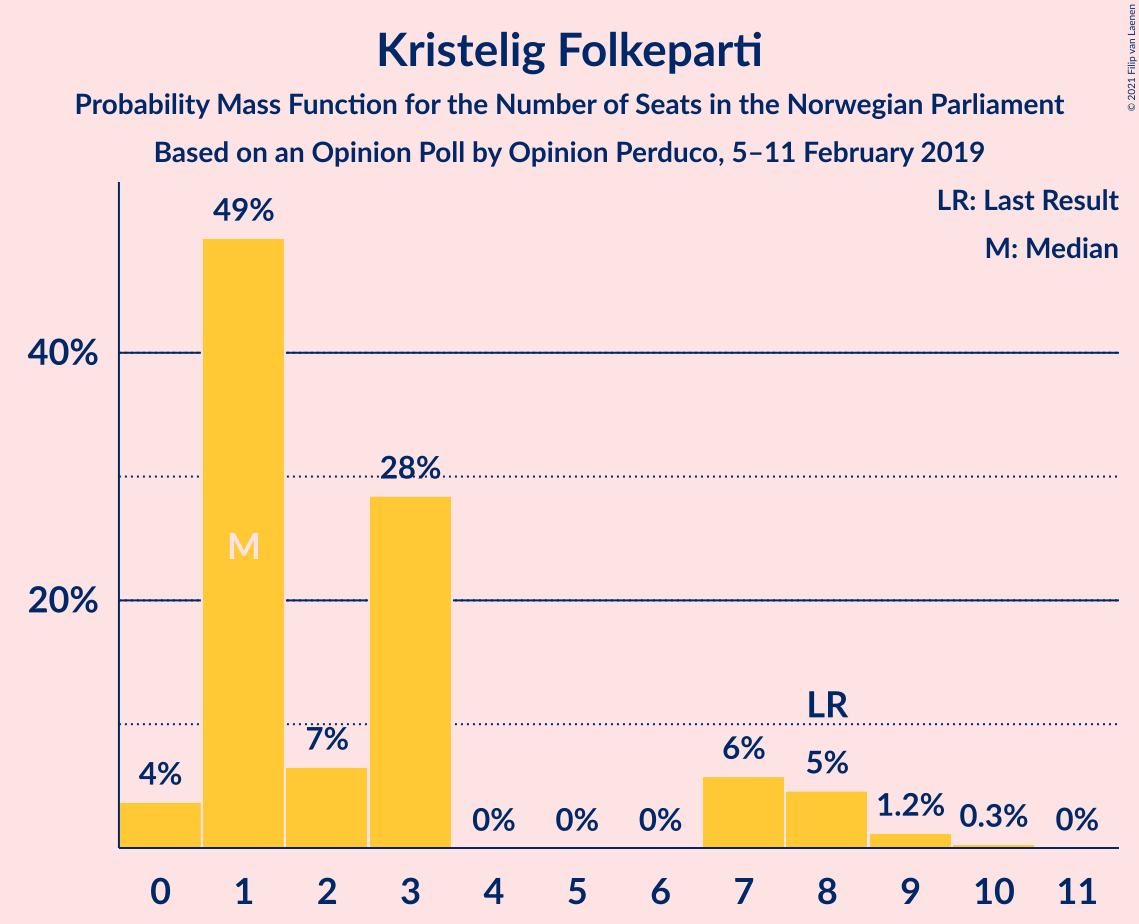 Kristelig Folkeparti
Probability Mass Function for the Number of Seats in the Norwegian Parliament
Based on an Opinion Poll by Opinion Perduco, 5–11 February 2019
© 2021 Filip van Laenen
LR: Last Result
M: Median
49%
40%
28%
M
20%
LR
7%
6%
5%
4%
1.2%
0.3%
0%
0%
0%
0%
0 1 2 3 4 5 6 7 8 9 10 11